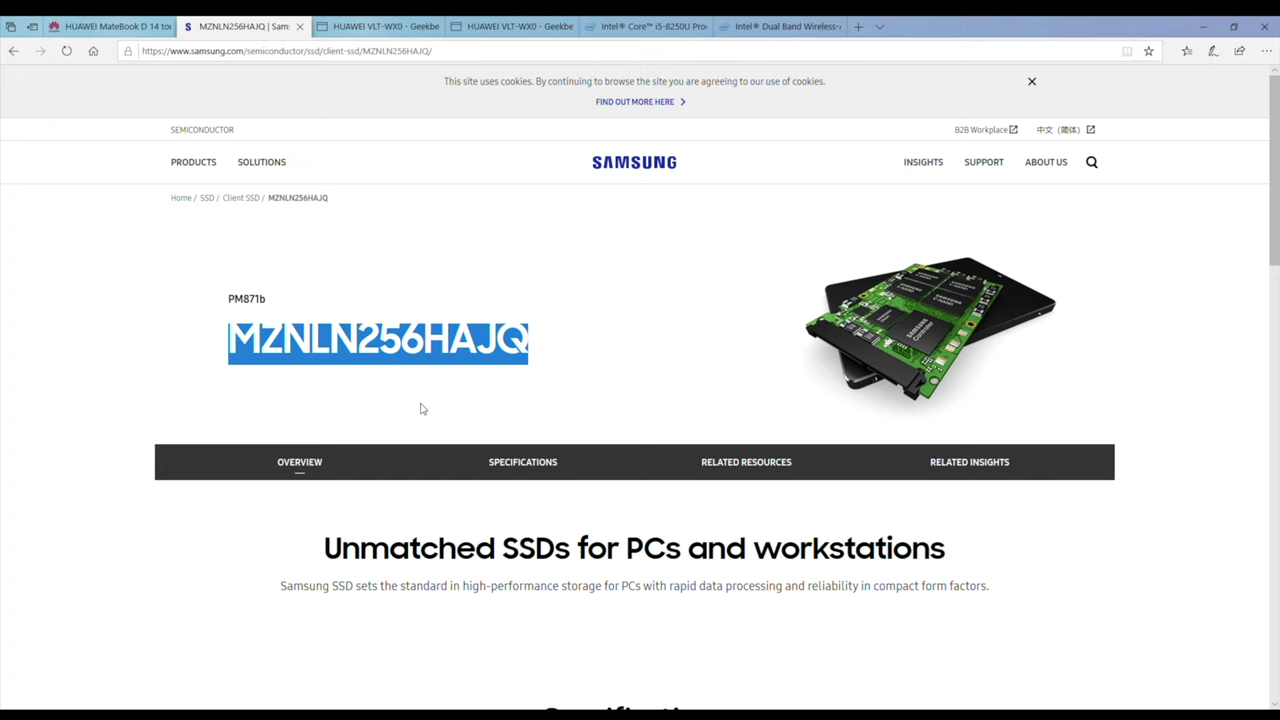 HUAWEI MateBook D 14 tou
MZNLN256HAJQ | Sam
HUAWEI VLT-WX0 - Geekbe
HUAWEI VLT-WX0 - Geekbe
Intel® Core™ i5-8250U Pro
Intel® Dual Band Wireless-
https://www.samsung.com/semiconductor/ssd/client-ssd/MZNLN256HAJQ/
This site uses cookies. By continuing to browse the site you are agreeing to our use of cookies.
FIND OUT MORE HERE
SEMICONDUCTOR
B2B Workplace
中文（简体）
PRODUCTS
SOLUTIONS
SAMSUNG
INSIGHTS
SUPPORT
ABOUT US
Home / SSD / Client SSD / MZNLN256HAJQ
PM871b
MZNLN256HAJQ
SAMSUNG
Controller
OVERVIEW
SPECIFICATIONS
RELATED RESOURCES
RELATED INSIGHTS
Unmatched SSDs for PCs and workstations
Samsung SSD sets the standard in high-performance storage for PCs with rapid data processing and reliability in compact form factors.